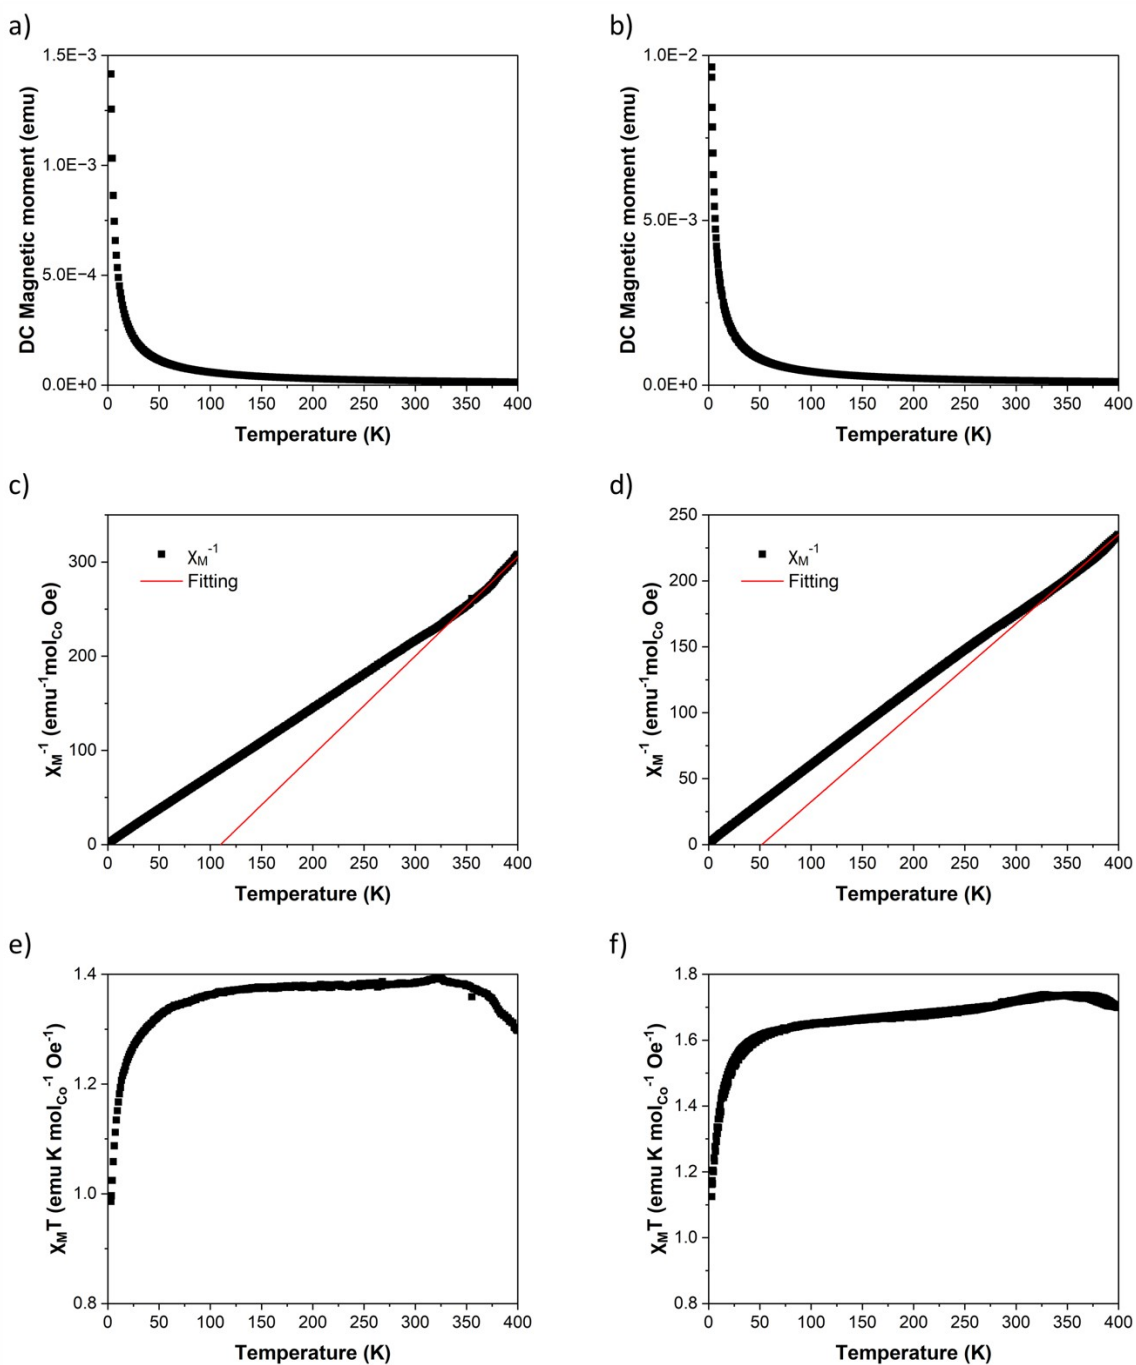 a)
1.5E−3
1.0E−3
5.0E−4
0.0E+0
DC Magnetic moment (emu)
0 50 100 150 200 250 300 350 400
Temperature (K)
b)
1.0E−2
5.0E−3
0.0E+0
DC Magnetic moment (emu)
0 50 100 150 200 250 300 350 400
Temperature (K)
c)
300
200
100
0
χM-1 (emu-1molCo Oe)
χM-1
Fitting
0 50 100 150 200 250 300 350 400
Temperature (K)
d)
250
200
150
100
50
0
χM-1 (emu-1molCo Oe)
χM-1
Fitting
0 50 100 150 200 250 300 350 400
Temperature (K)
e)
1.4
1.2
1.0
0.8
χMT (emu K molCo-1 Oe-1)
0 50 100 150 200 250 300 350 400
Temperature (K)
f)
1.8
1.6
1.4
1.2
1.0
0.8
χMT (emu K molCo-1 Oe-1)
0 50 100 150 200 250 300 350 400
Temperature (K)